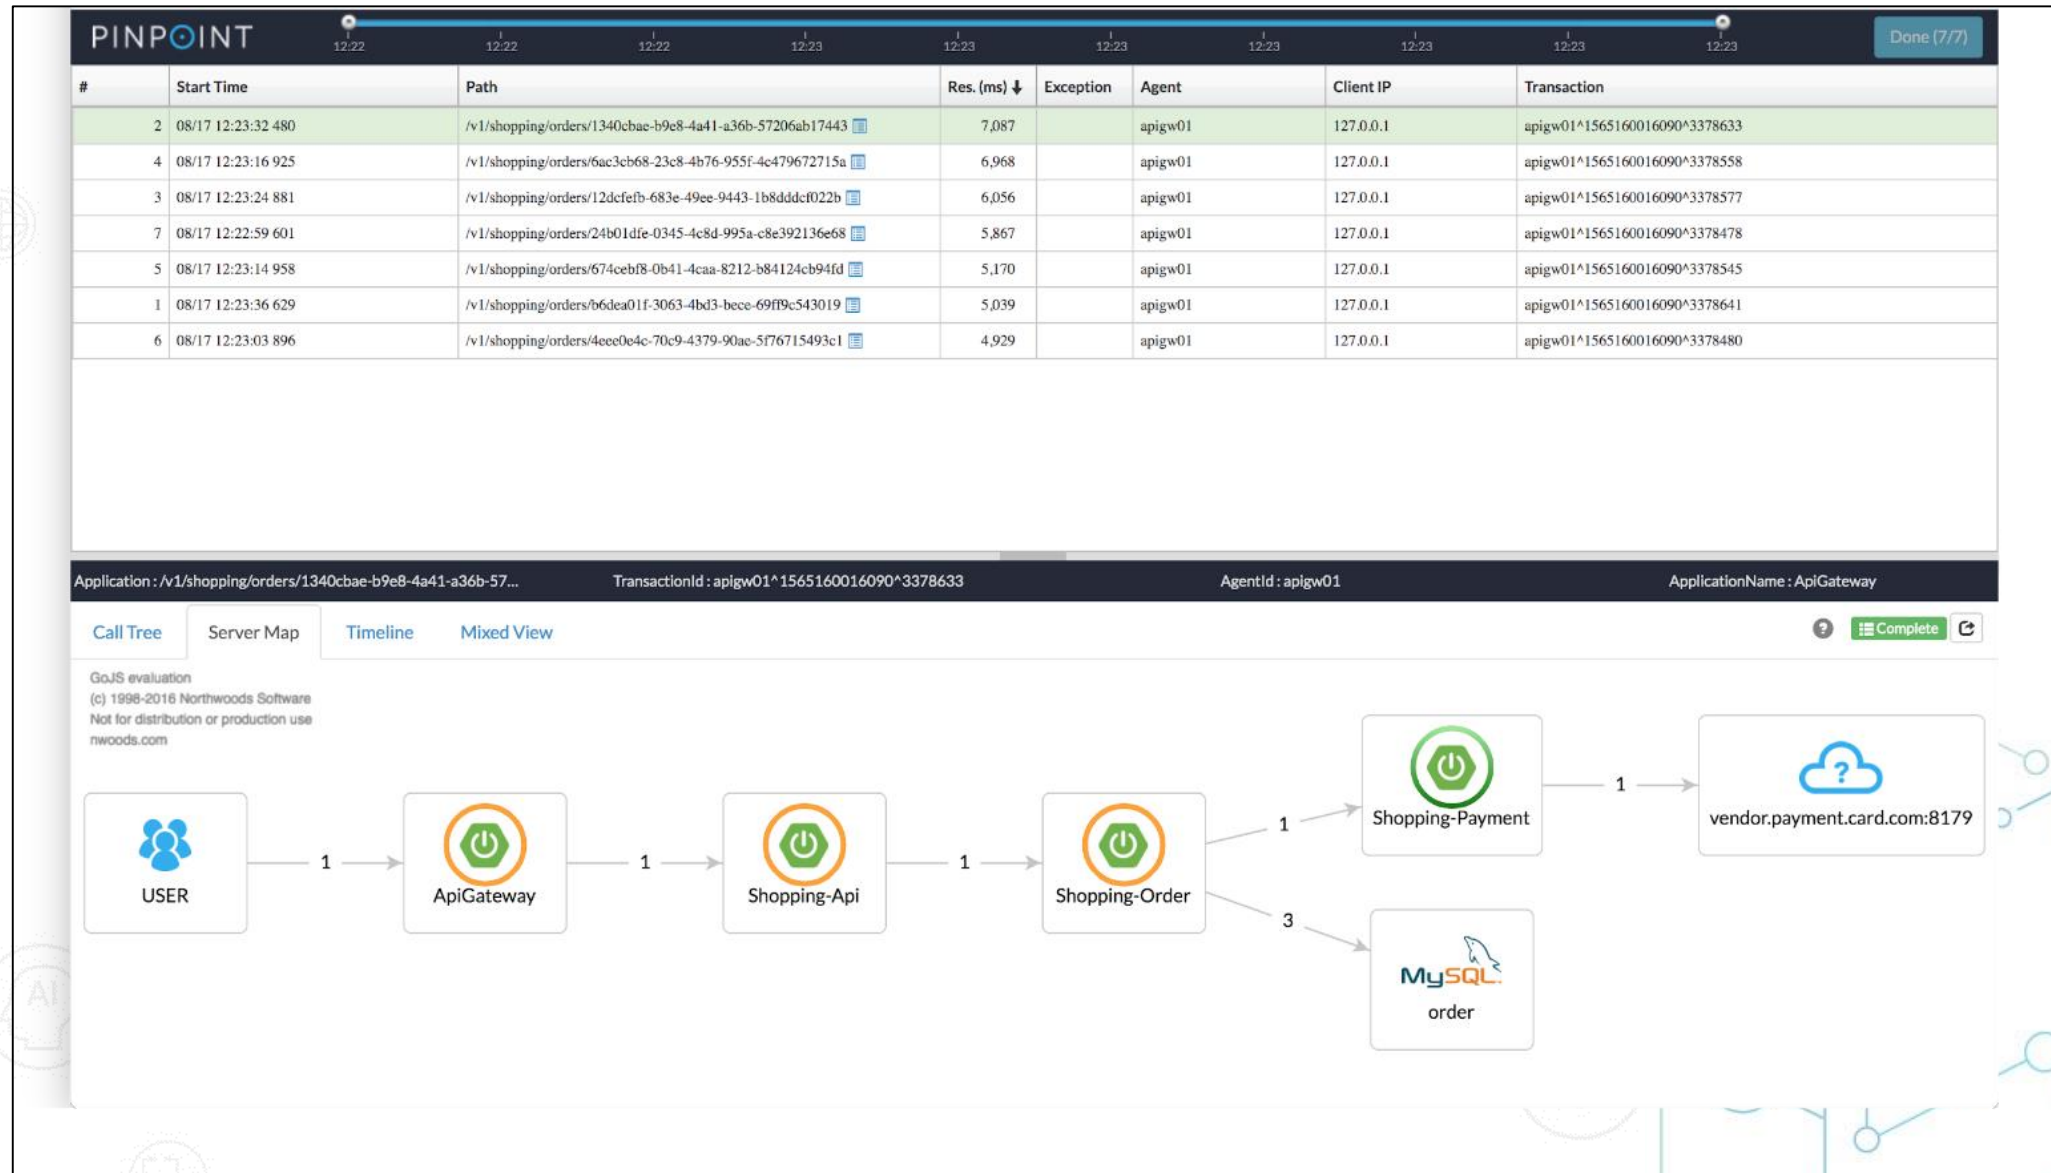 PINPOINT 12:22 12:22 12:22 12:23 12:23 12:23 12:23 12:23 12:23 12:23 Done (7/7)
# Start Time Path Res. (ms) Exception Agent Client IP Transaction
2 08/17 12:23:32 480 /v1/shopping/orders/1340cbae-b9e8-4a41-a36b-57206ab17443 7,087 apigw01 127.0.0.1 apigw01^1565160016090^3378633
4 08/17 12:23:16 925 /v1/shopping/orders/6ac3cb68-23c8-4b76-955f-4c479672715a 6,968 apigw01 127.0.0.1 apigw01^1565160016090^3378558
3 08/17 12:23:24 881 /v1/shopping/orders/12dcfefb-683e-49ee-9443-1b8dddcf022b 6,056 apigw01 127.0.0.1 apigw01^1565160016090^3378577
7 08/17 12:22:59 601 /v1/shopping/orders/24b01dfe-0345-4c8d-995a-c8e392136e68 5,867 apigw01 127.0.0.1 apigw01^1565160016090^3378478
5 08/17 12:23:14 958 /v1/shopping/orders/674cebf8-0b41-4caa-8212-b84124cb94fd 5,170 apigw01 127.0.0.1 apigw01^1565160016090^3378545
1 08/17 12:23:36 629 /v1/shopping/orders/b6dea01f-3063-4bd3-bece-69ff9c543019 5,039 apigw01 127.0.0.1 apigw01^1565160016090^3378641
6 08/17 12:23:03 896 /v1/shopping/orders/4eee0e4c-70c9-4379-90ae-5f76715493c1 4,929 apigw01 127.0.0.1 apigw01^1565160016090^3378480
Application : /v1/shopping/orders/1340cbae-b9e8-4a41-a36b-57... TransactionId : apigw01^1565160016090^3378633 AgentId : apigw01 ApplicationName : ApiGateway
Call Tree Server Map Timeline Mixed View ? Complete
GoJS evaluation
(c) 1998-2016 Northwoods Software
Not for distribution or production use
nwoods.com
USER
1
ApiGateway
1
Shopping-Api
1
Shopping-Order
1
Shopping-Payment
1
?
vendor.payment.card.com:8179
3
MySQL
order
AI